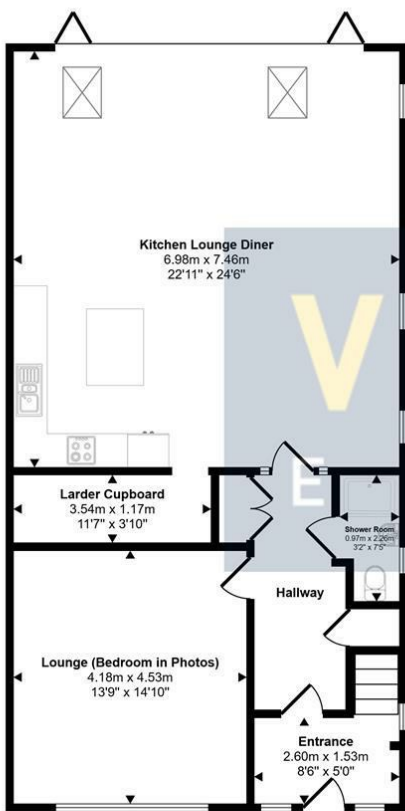 Kitchen Lounge Diner
6.98m x 7.46m
22'11" x 24'6"
V
E
Larder Cupboard
3.54m x 1.17m
11'7" x 3'10"
Shower Room
0.97m x 2.26m
3'2" x 7'5"
Hallway
Lounge (Bedroom in Photos)
4.18m x 4.53m
13'9" x 14'10"
Entrance
2.60m x 1.53m
8'6" x 5'0"